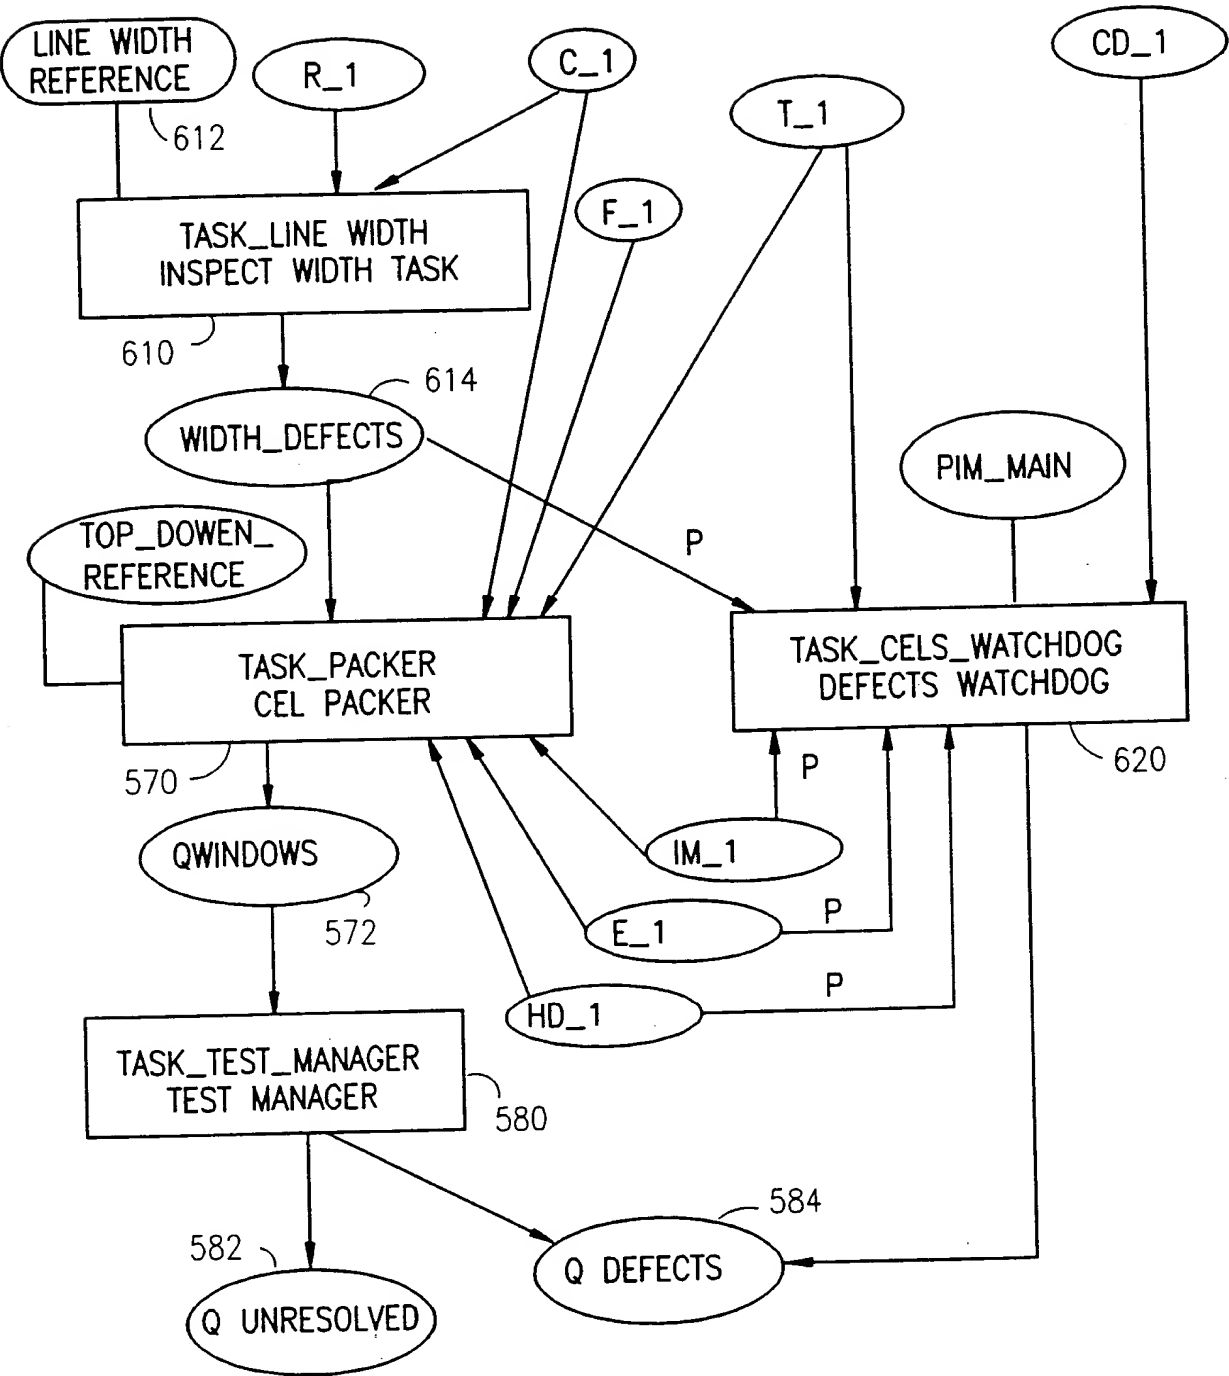 LINE WIDTH
REFERENCE
612
R_1
C_1
T_1
CD_1
F_1
TASK_LINE WIDTH
INSPECT WIDTH TASK
610
614
WIDTH_DEFECTS
PIM_MAIN
TOP_DOWEN_
REFERENCE
P
TASK_PACKER
CEL PACKER
570
TASK_CELS_WATCHDOG
DEFECTS WATCHDOG
620
P
QWINDOWS
572
IM_1
E_1
P
HD_1
P
TASK_TEST_MANAGER
TEST MANAGER
580
582
Q UNRESOLVED
584
Q DEFECTS